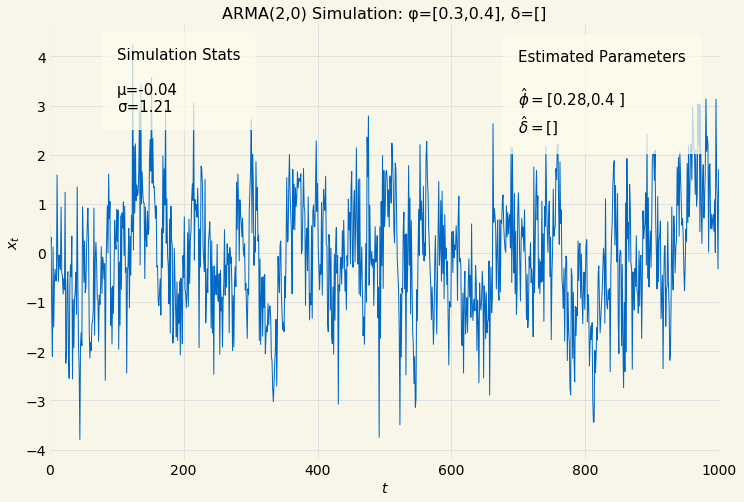 ARMA(2,0) Simulation: φ=[0.3,0.4], δ=[]
Simulation Stats
μ=-0.04
σ=1.21
Estimated Parameters
ϕ̂ = [0.28,0.4 ]
δ̂ = []
4
3
2
1
0
−1
−2
−3
−4
x_t
0 200 400 600 800 1000
t